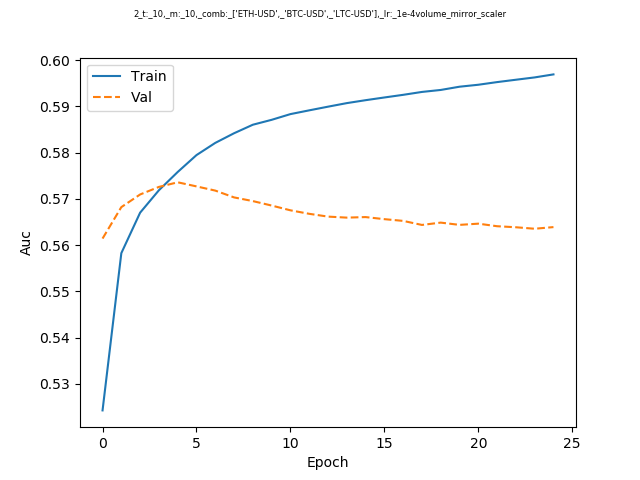 2_t:_10,_m:_10,_comb:_['ETH-USD',_'BTC-USD',_'LTC-USD'],_lr:_1e-4volume_mirror_scaler
Train
Val
0.60
0.59
0.58
0.57
0.56
0.55
0.54
0.53
Auc
0 5 10 15 20 25
Epoch